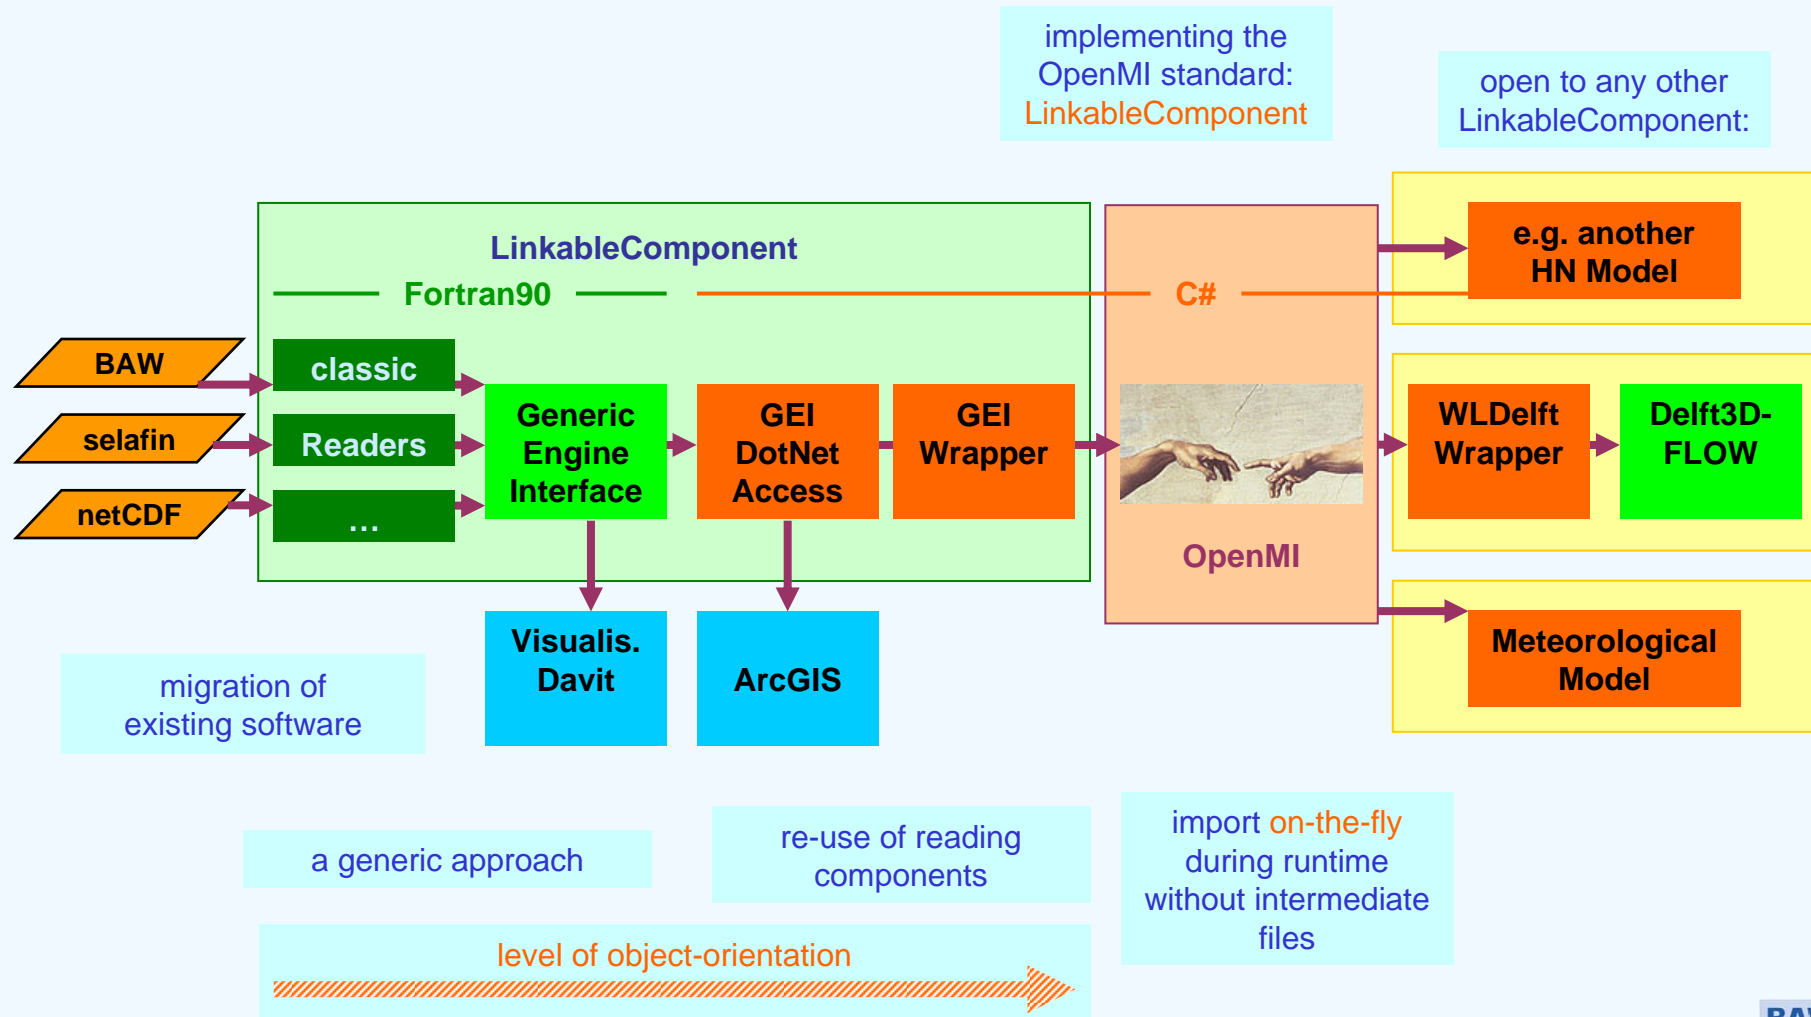 implementing the
OpenMI standard:
LinkableComponent
open to any other
LinkableComponent:
LinkableComponent
Fortran90
C#
e.g. another
HN Model
BAW
selafin
netCDF
classic
Readers
...
Generic
Engine
Interface
GEI
DotNet
Access
GEI
Wrapper
OpenMI
WLDelft
Wrapper
Delft3D-
FLOW
Visualis.
Davit
ArcGIS
Meteorological
Model
migration of
existing software
a generic approach
re-use of reading
components
import on-the-fly
during runtime
without intermediate
files
level of object-orientation